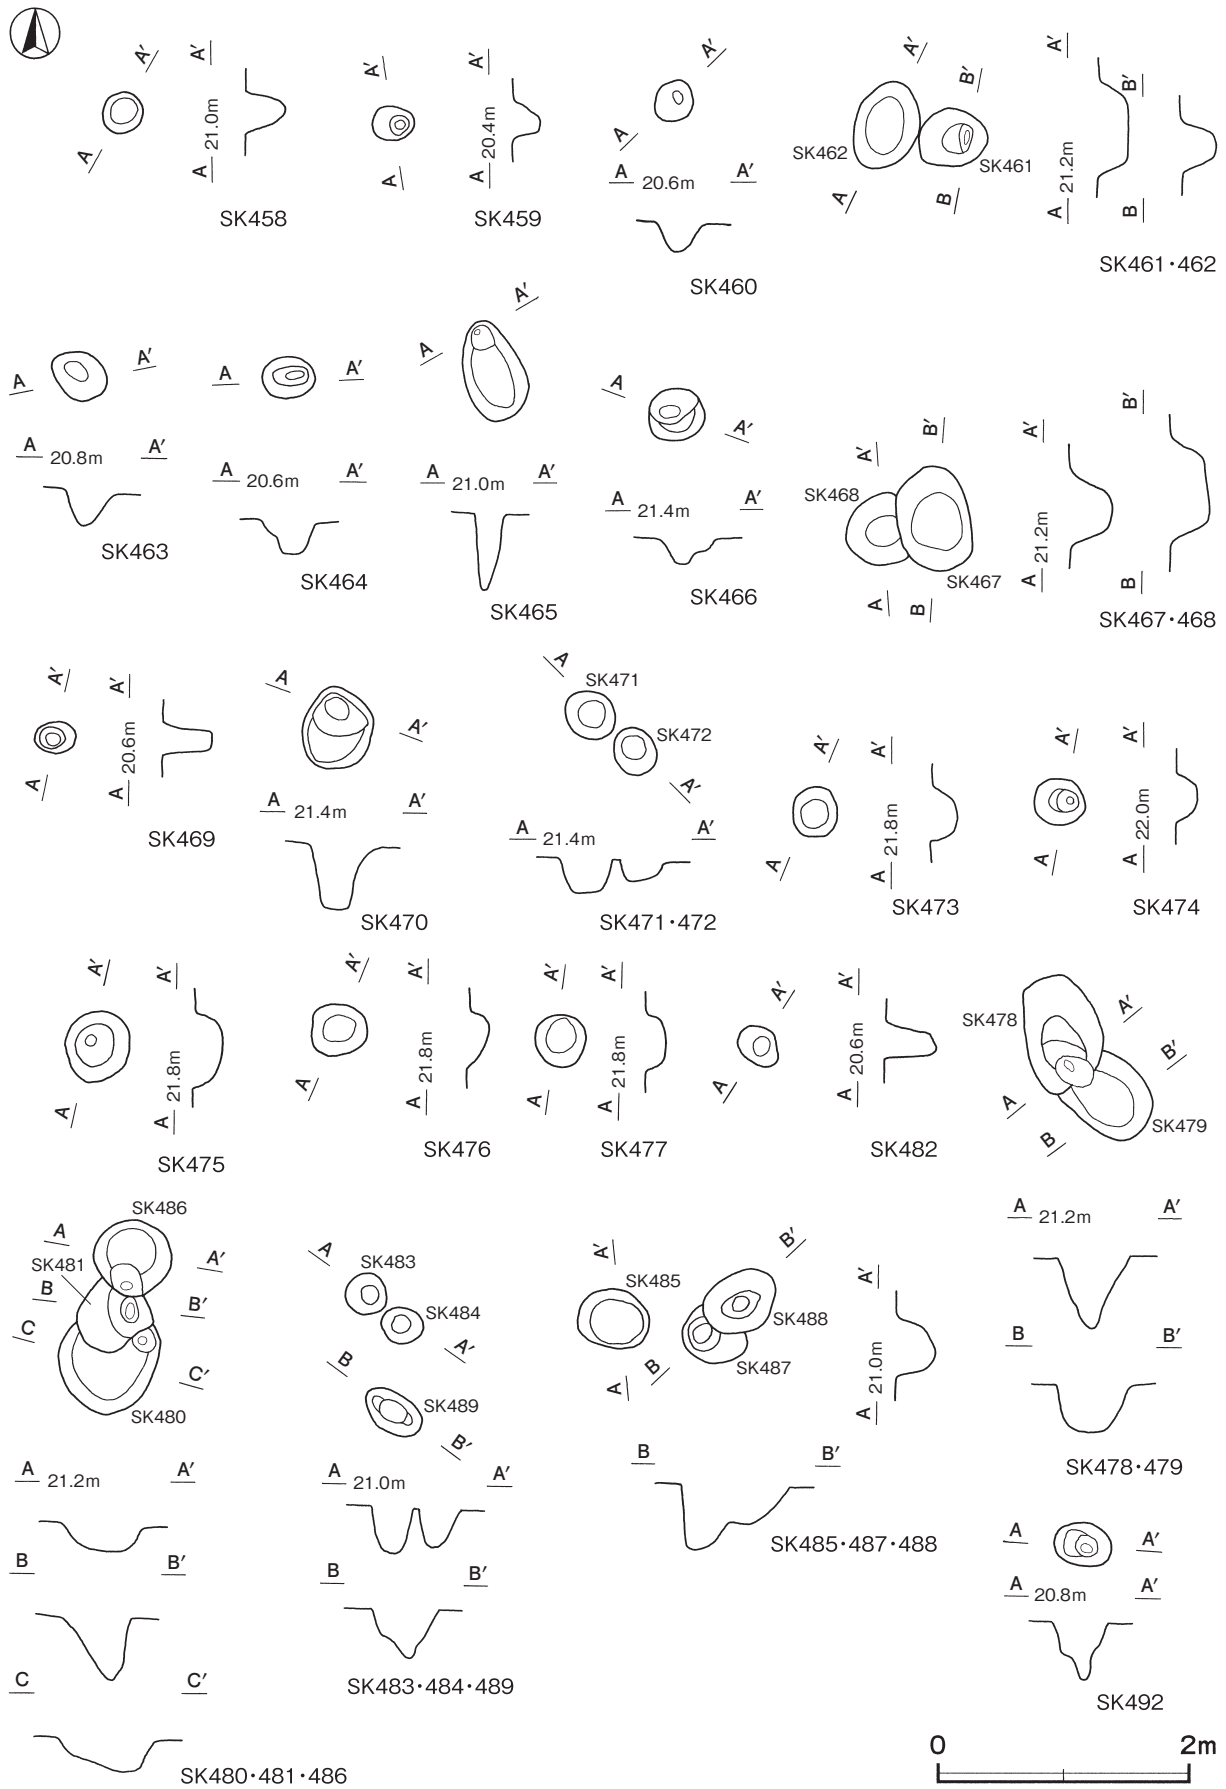 A′
A′
A
A
21.0m
SK458
A′
A′
A
A
20.4m
SK459
A′
A
A 20.6m A′
SK460
A′
B′
SK462
SK461
A
B
A′
B′
A
21.2m
B
SK461・462
A A′
A 20.8m A′
SK463
A A′
A 20.6m A′
SK464
A′
A
A 21.0m A′
SK465
A
A′
A 21.4m A′
SK466
B′
A′
SK468
SK467
A B
A′
B′
A
21.2m
B
SK467・468
A′
A′
A
A
20.6m
SK469
A
A′
A 21.4m A′
SK470
A
SK471
SK472
A′
A 21.4m A′
SK471・472
A′
A′
A
A
21.8m
SK473
A′
A′
A
A
22.0m
SK474
A′
A′
A
A
21.8m
SK475
A′
A′
A
A
21.8m
SK476
A′
A′
A
A
21.8m
SK477
A′
A′
A
A
20.6m
SK482
SK478
A′
B′
A
B
SK479
A 21.2m A′
B B′
SK478・479
SK486
A
SK481
A′
B
B′
C
C′
SK480
A 21.2m A′
B B′
C C′
SK480・481・486
A
SK483
SK484
A′
B
SK489
B′
A 21.0m A′
B B′
SK483・484・489
A′
B′
SK485
SK488
SK487
A
B
A′
A
21.0m
B B′
SK485・487・488
A A′
A 20.8m A′
SK492
0 2m